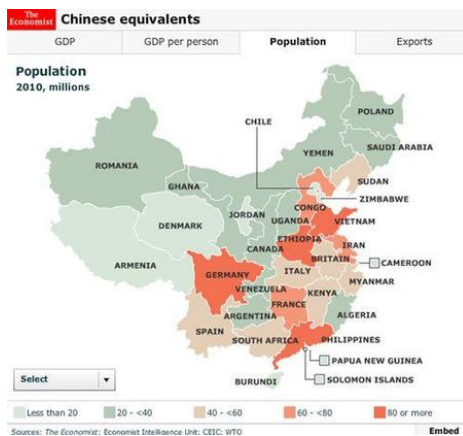 The
Economist
Chinese equivalents
GDP
GDP per person
Population
Exports
Population
2010, millions
POLAND
CHILE
SAUDI ARABIA
YEMEN
ROMANIA
SUDAN
GHANA
ZIMBABWE
CONGO
JORDAN
UGANDA
VIETNAM
DENMARK
ETHIOPIA
IRAN
CANADA
BRITAIN
CAMEROON
ARMENIA
GERMANY
ITALY
MYANMAR
VENEZUELA
KENYA
FRANCE
ARGENTINA
ALGERIA
SPAIN
SOUTH AFRICA
PHILIPPINES
PAPUA NEW GUINEA
Select
BURUNDI
SOLOMON ISLANDS
Less than 20
20 - <40
40 - <60
60 - <80
80 or more
Sources: The Economist; Economist Intelligence Unit; CEIC; WTO
Embed